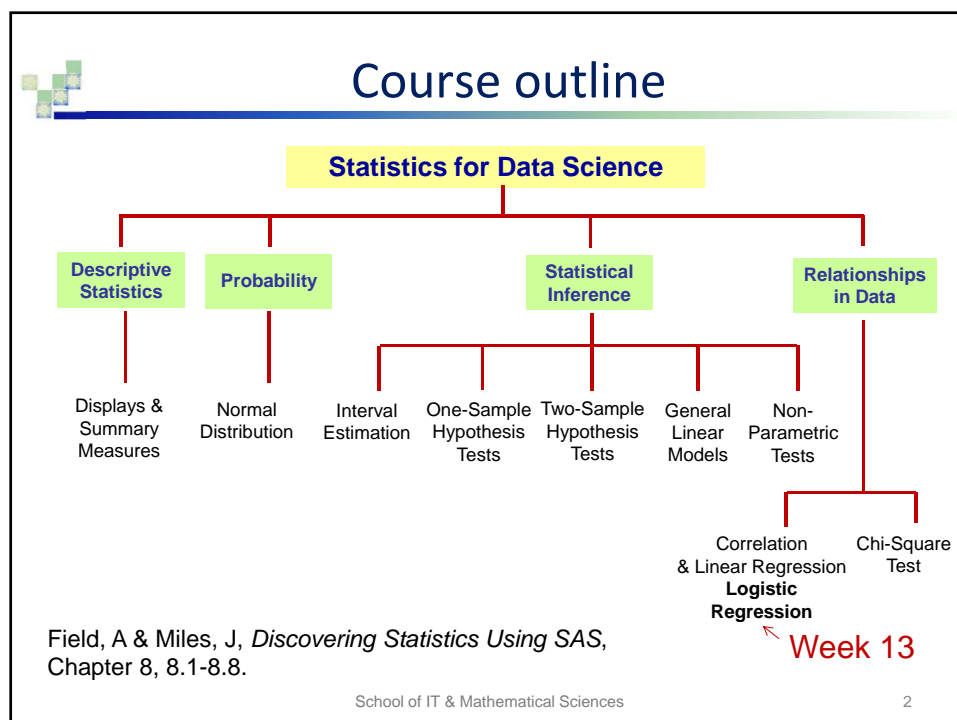 Course outline
Statistics for Data Science
Descriptive
Statistics
Probability
Statistical
Inference
Relationships
in Data
Displays &
Summary
Measures
Normal
Distribution
Interval
Estimation
One-Sample
Hypothesis
Tests
Two-Sample
Hypothesis
Tests
General
Linear
Models
Non-
Parametric
Tests
Correlation
& Linear Regression
Logistic
Regression
Chi-Square
Test
Week 13
Field, A & Miles, J, Discovering Statistics Using SAS,
Chapter 8, 8.1-8.8.
School of IT & Mathematical Sciences
2